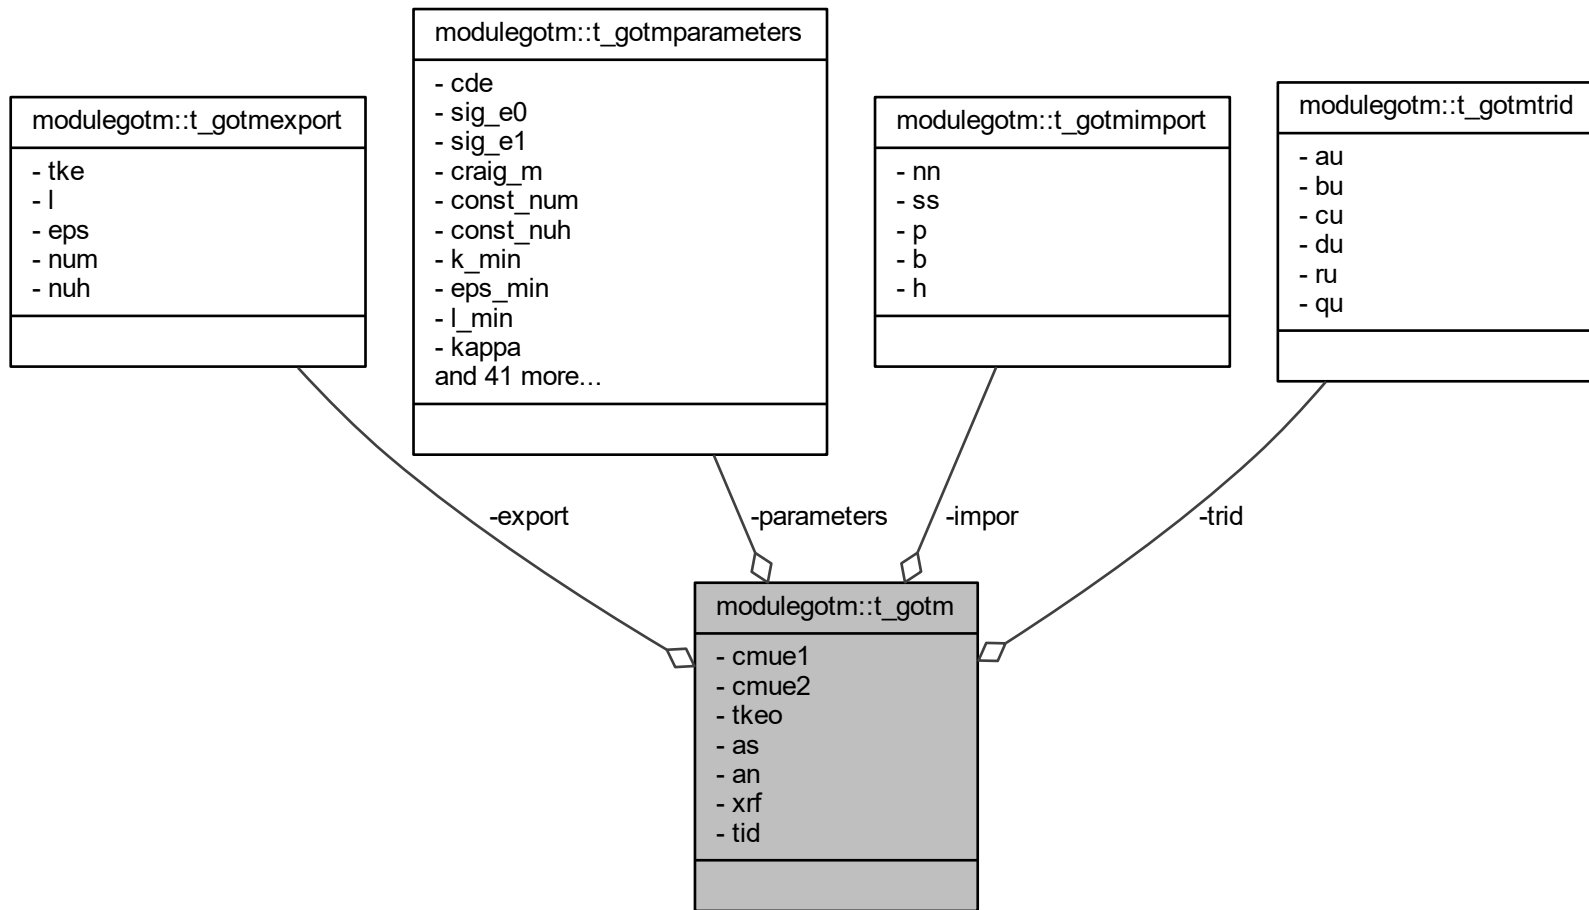 modulegotm::t_gotmexport
- tke
- l
- eps
- num
- nuh
modulegotm::t_gotmparameters
- cde
- sig_e0
- sig_e1
- craig_m
- const_num
- const_nuh
- k_min
- eps_min
- l_min
- kappa
and 41 more...
modulegotm::t_gotmimport
- nn
- ss
- p
- b
- h
modulegotm::t_gotmtrid
- au
- bu
- cu
- du
- ru
- qu
-export
-parameters
-impor
-trid
modulegotm::t_gotm
- cmue1
- cmue2
- tkeo
- as
- an
- xrf
- tid